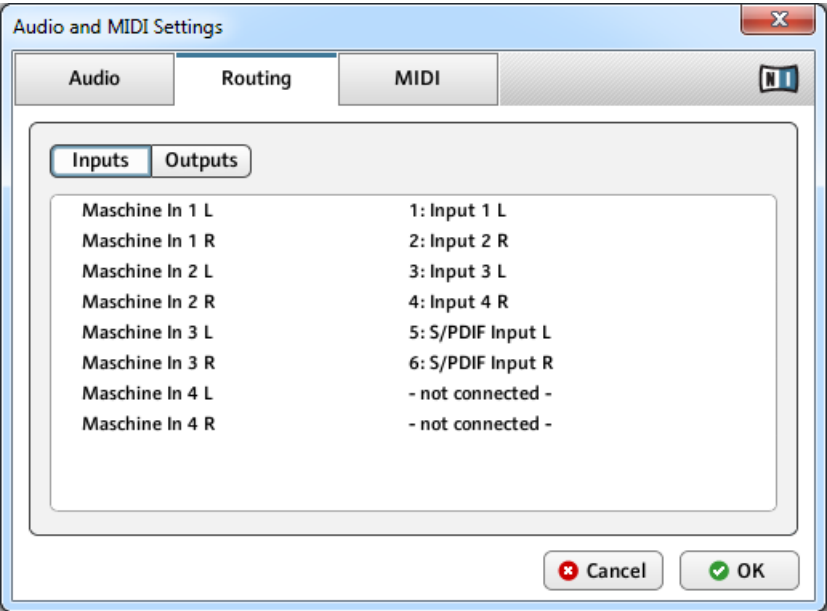 Audio and MIDI Settings
Audio Routing MIDI
Inputs Outputs
Maschine In 1 L 1: Input 1 L
Maschine In 1 R 2: Input 2 R
Maschine In 2 L 3: Input 3 L
Maschine In 2 R 4: Input 4 R
Maschine In 3 L 5: S/PDIF Input L
Maschine In 3 R 6: S/PDIF Input R
Maschine In 4 L - not connected -
Maschine In 4 R - not connected -
Cancel OK